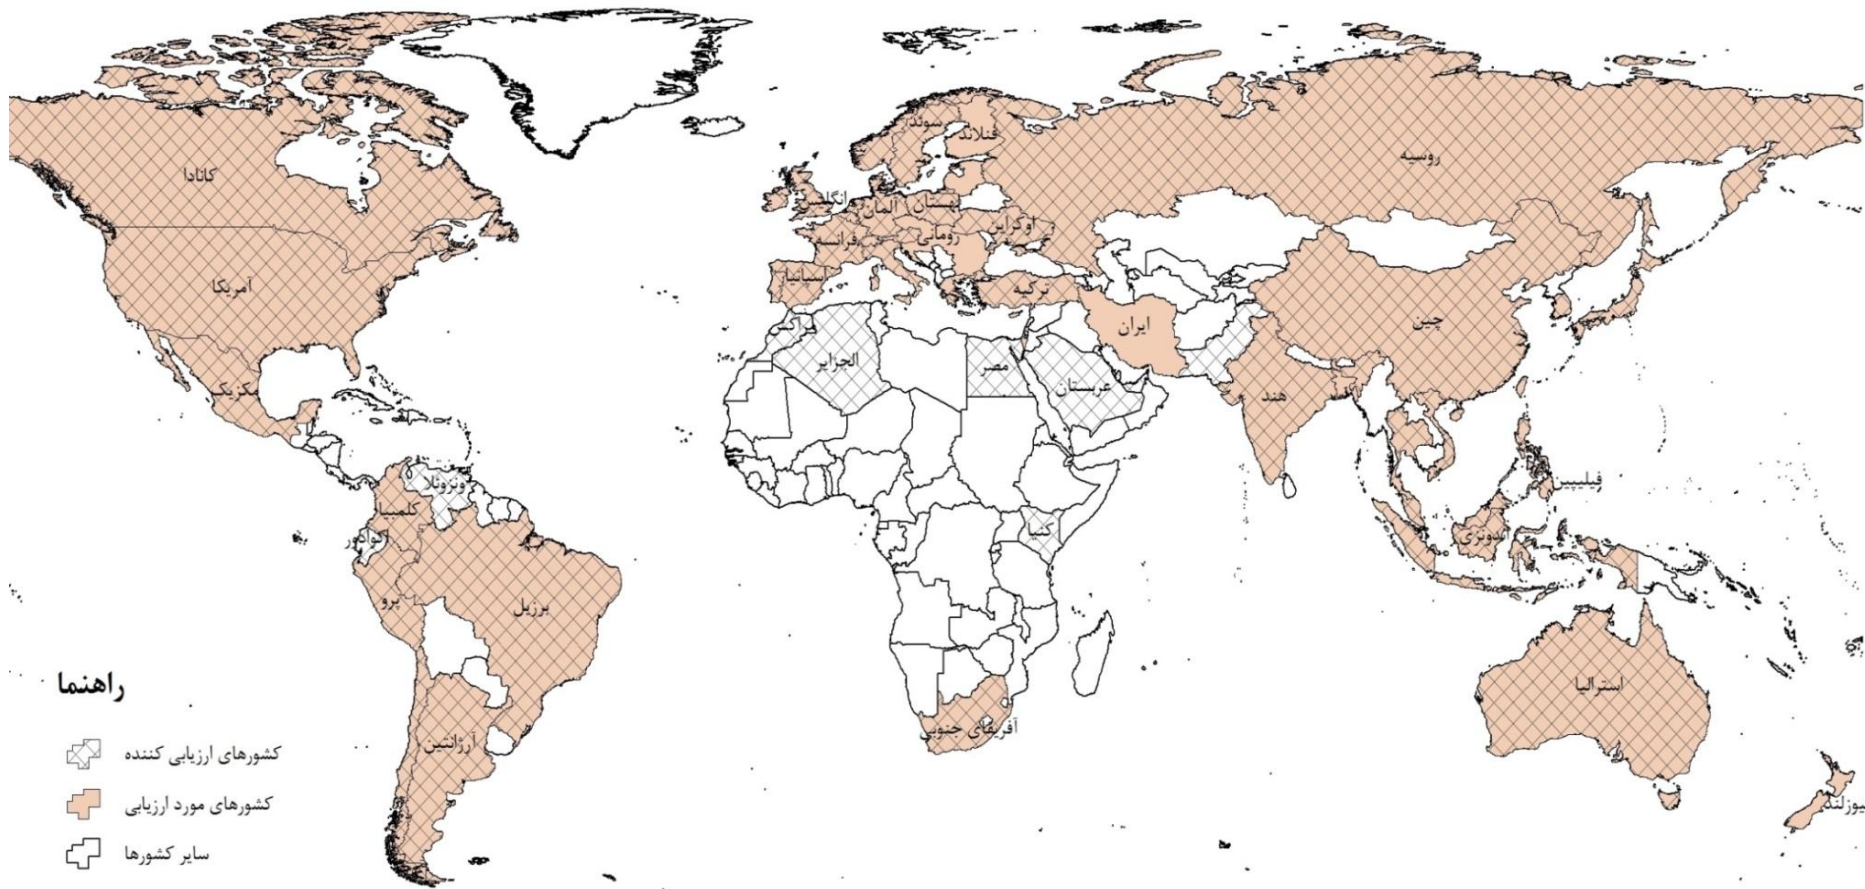 کانادا
آمریکا
مکزیک
ونزوئلا
کلمبیا
اکوادور
پرو
برزیل
آرژانتین
سوئد
فنلاند
روسیه
انگلیس
آلمان
لهستان
اوکراین
فرانسه
رومانی
اسپانیا
ترکیه
مراکش
الجزایر
مصر
عربستان
ایران
چین
هند
کنیا
فیلیپین
اندونزی
آفریقای جنوبی
استرالیا
نیوزلند
راهنما
کشورهای ارزیابی کننده
کشورهای مورد ارزیابی
سایر کشورها